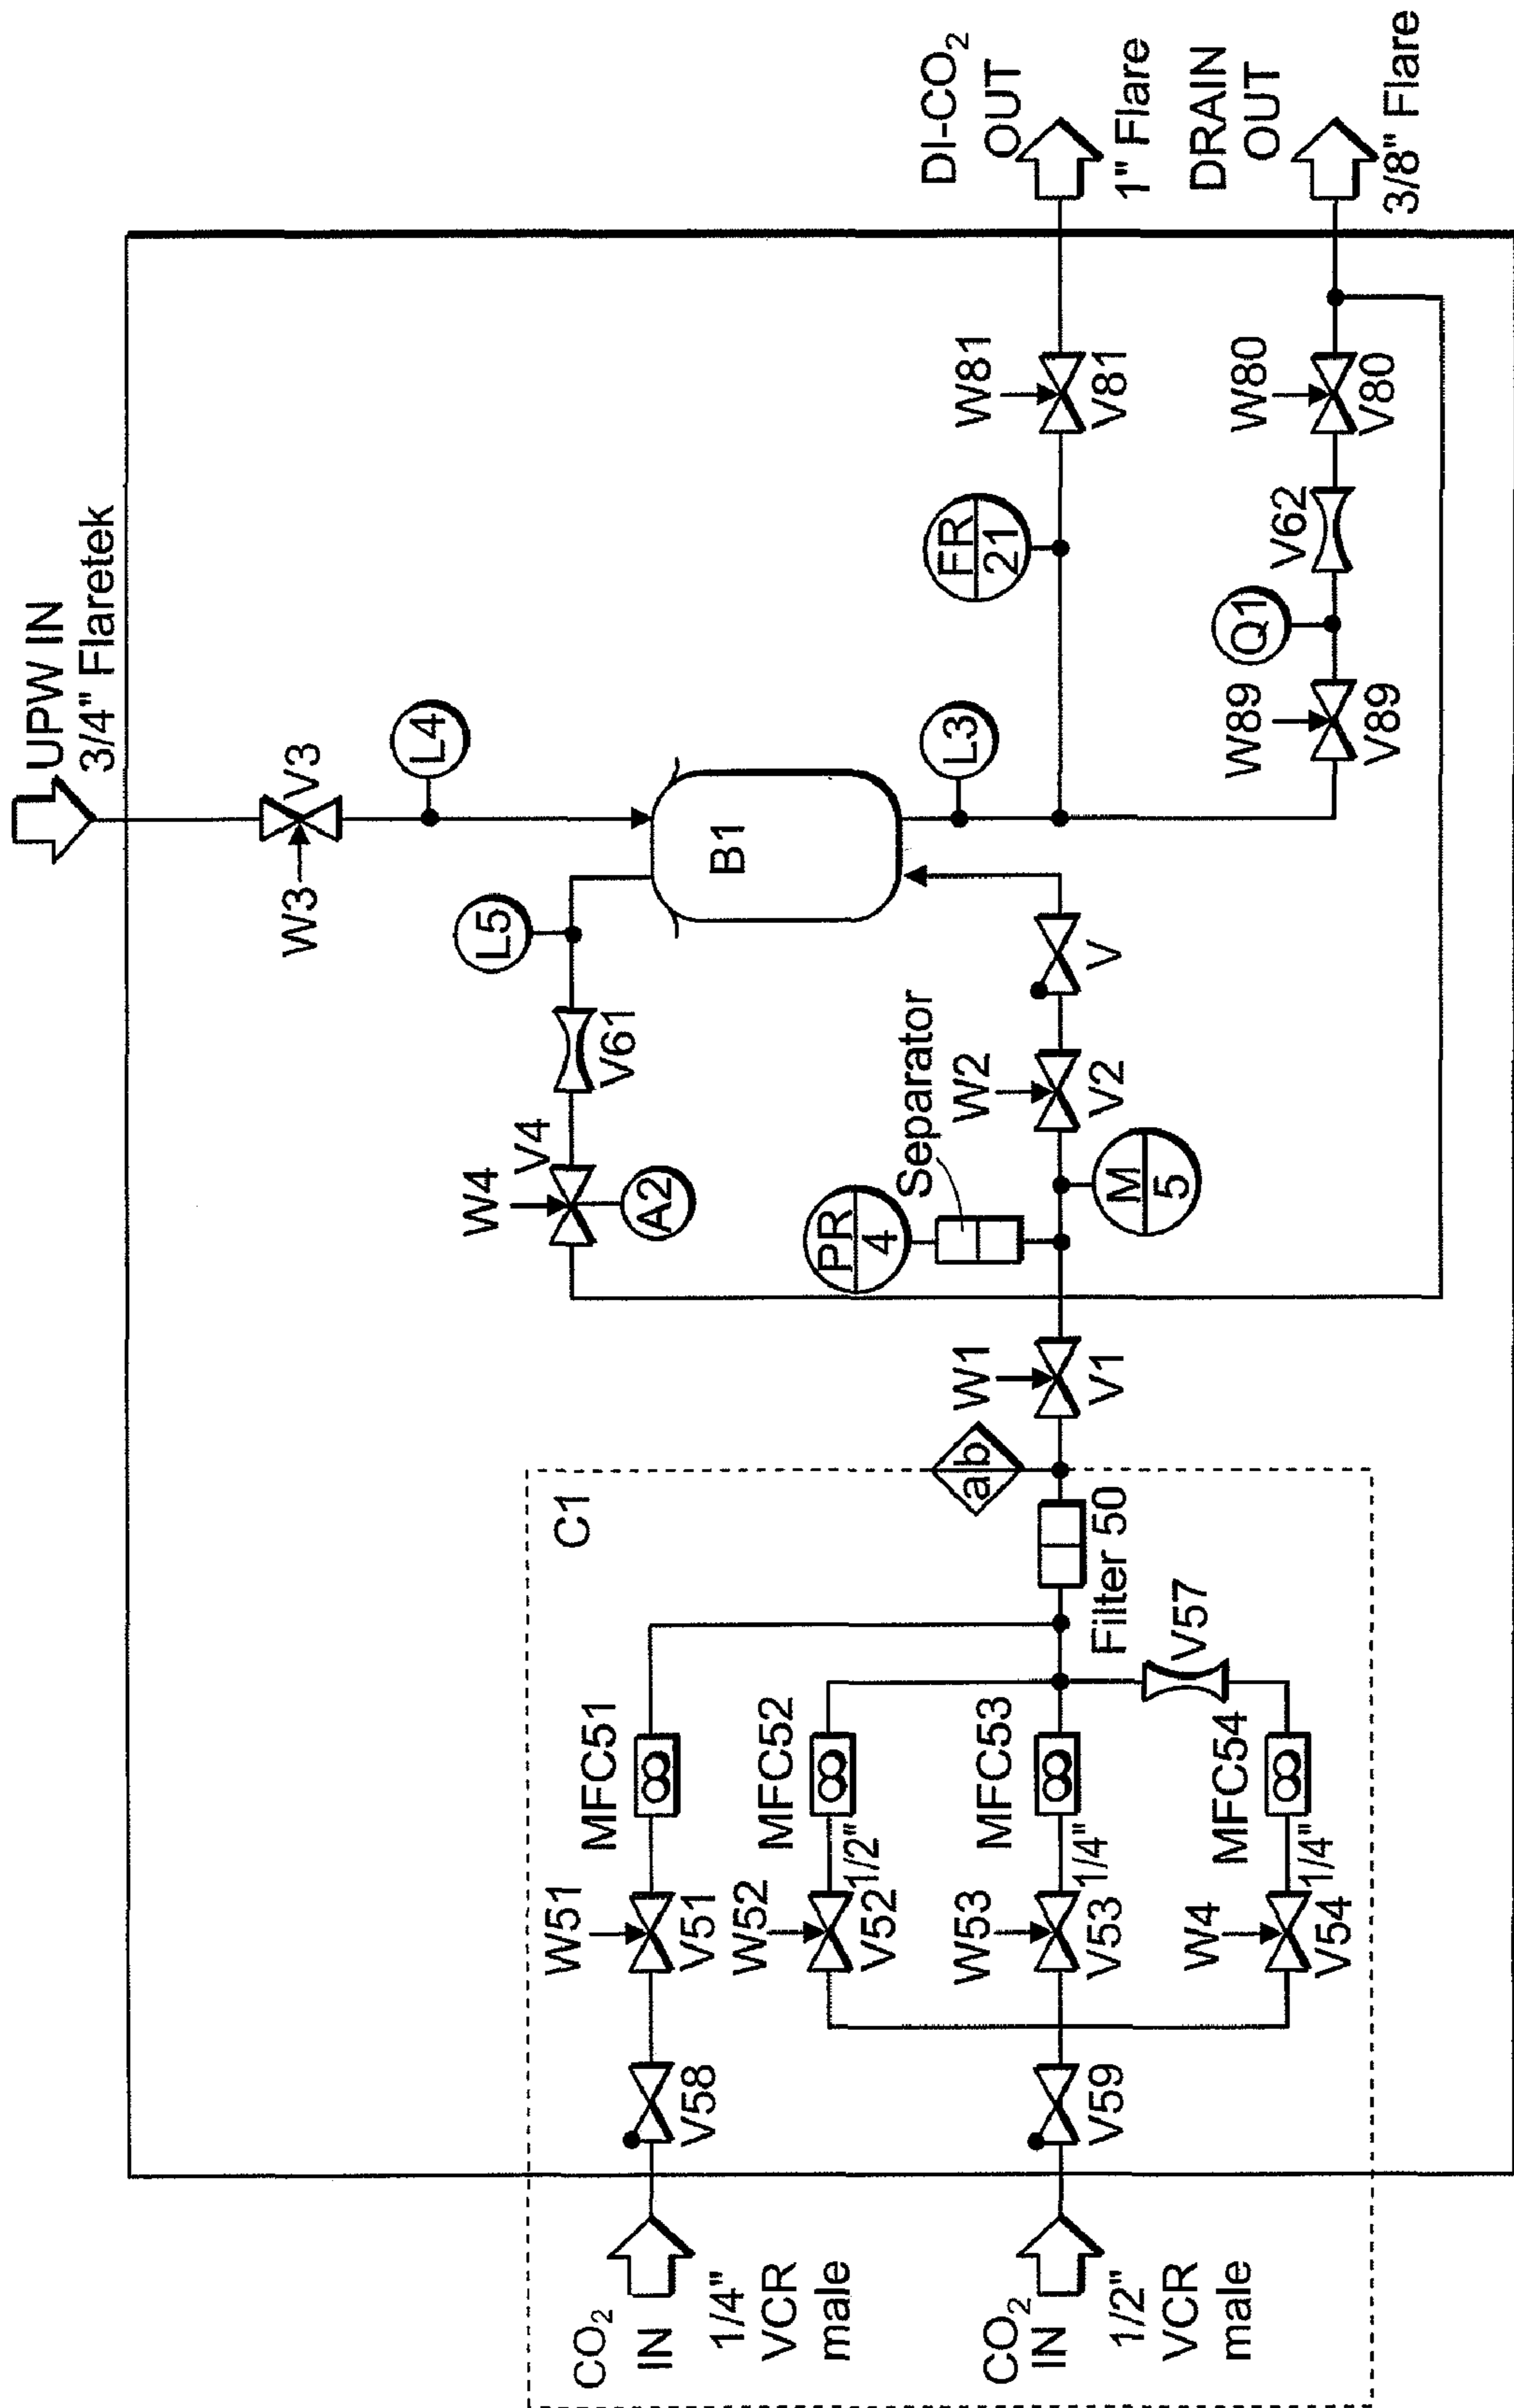 UPW IN
3/4" Flaretek
W3
V3
L4
L5
V61
W4
V4
A2
B1
L3
FR
21
W81
V81
DI-CO₂
OUT
1" Flare
DRAIN
OUT
3/8" Flare
W80
V80
V62
Q1
W89
V89
V
W2
V2
Separator
PR
4
M
5
W1
V1
ab
C1
Filter 50
V57
MFC51
MFC52
MFC53
MFC54
1/2"
1/4"
1/4"
W51
V51
W52
V52
W53
V53
W4
V54
V58
V59
CO₂
IN
1/4"
VCR
male
CO₂
IN
1/2"
VCR
male